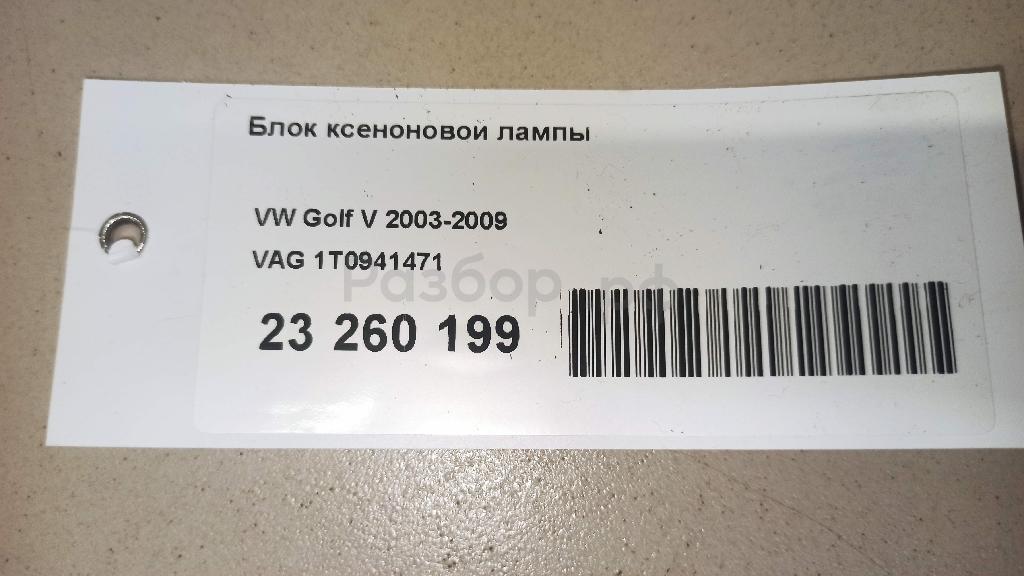 Блок ксеноновой лампы
VW Golf V 2003-2009
VAG 1T0941471
Разбор.рф
23 260 199